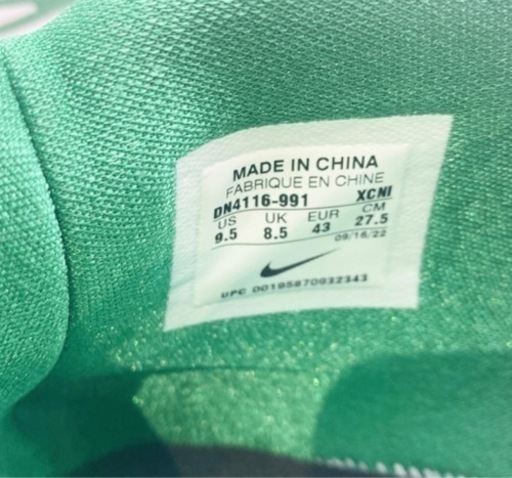 MADE IN CHINA
FABRIQUE EN CHINE
DN4116-991 XCNI
US UK EUR CM
9.5 8.5 43 27.5
09/16/22
UPC 00195870932343